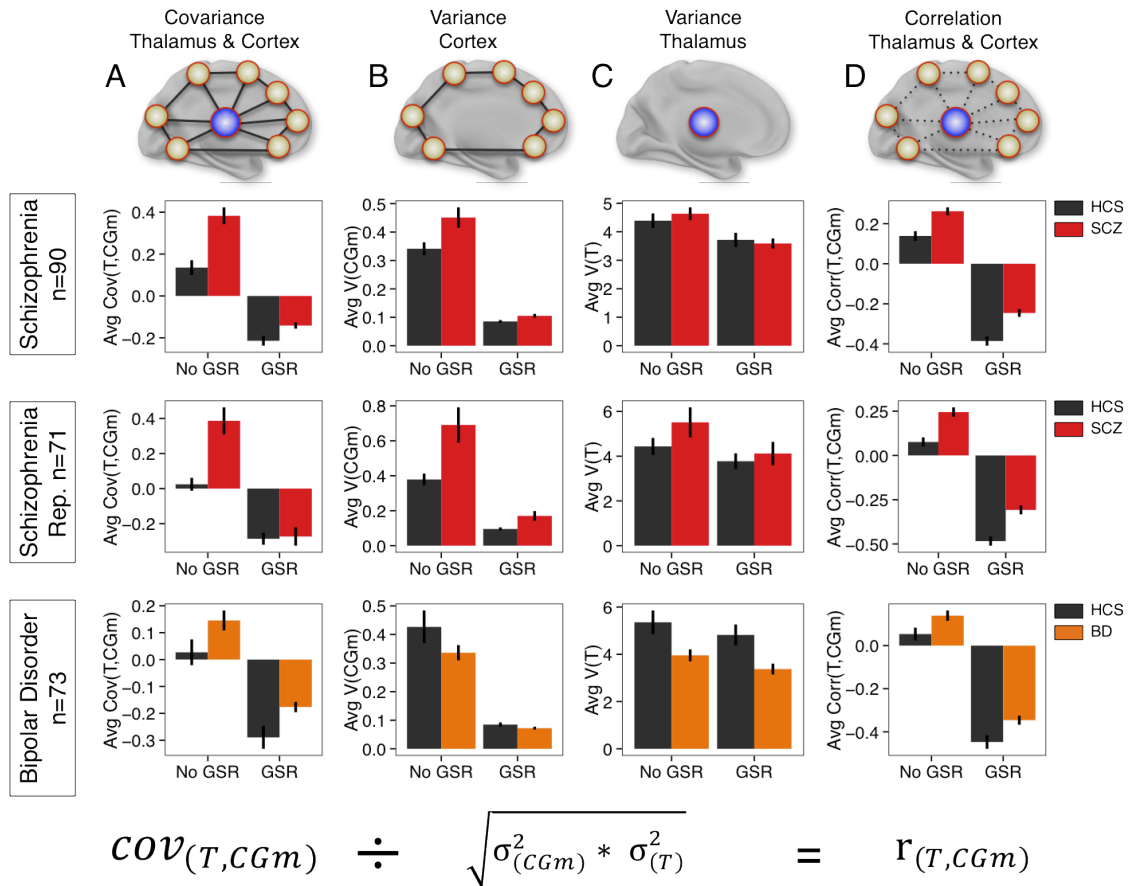 Covariance
Thalamus & Cortex
Variance
Cortex
Variance
Thalamus
Correlation
Thalamus & Cortex
A
B
C
D
Schizophrenia
n=90
Avg Cov(T,CGm)
0.4
0.2
0.0
−0.2
No GSR
GSR
Avg V(CGm)
0.5
0.4
0.3
0.2
0.1
0.0
No GSR
GSR
Avg V(T)
5
4
3
2
1
0
No GSR
GSR
Avg Corr(T,CGm)
0.2
0.0
−0.2
−0.4
No GSR
GSR
HCS
SCZ
Schizophrenia
Rep. n=71
Avg Cov(T,CGm)
0.4
0.2
0.0
−0.2
No GSR
GSR
Avg V(CGm)
0.8
0.6
0.4
0.2
0.0
No GSR
GSR
Avg V(T)
6
4
2
0
No GSR
GSR
Avg Corr(T,CGm)
0.25
0.00
−0.25
−0.50
No GSR
GSR
HCS
SCZ
Bipolar Disorder
n=73
Avg Cov(T,CGm)
0.2
0.1
0.0
−0.1
−0.2
−0.3
No GSR
GSR
Avg V(CGm)
0.5
0.4
0.3
0.2
0.1
0.0
No GSR
GSR
Avg V(T)
6
4
2
0
No GSR
GSR
Avg Corr(T,CGm)
0.0
−0.2
−0.4
No GSR
GSR
HCS
BD
cov(T,CGm) ÷ √σ²(CGm) * σ²(T) = r(T,CGm)